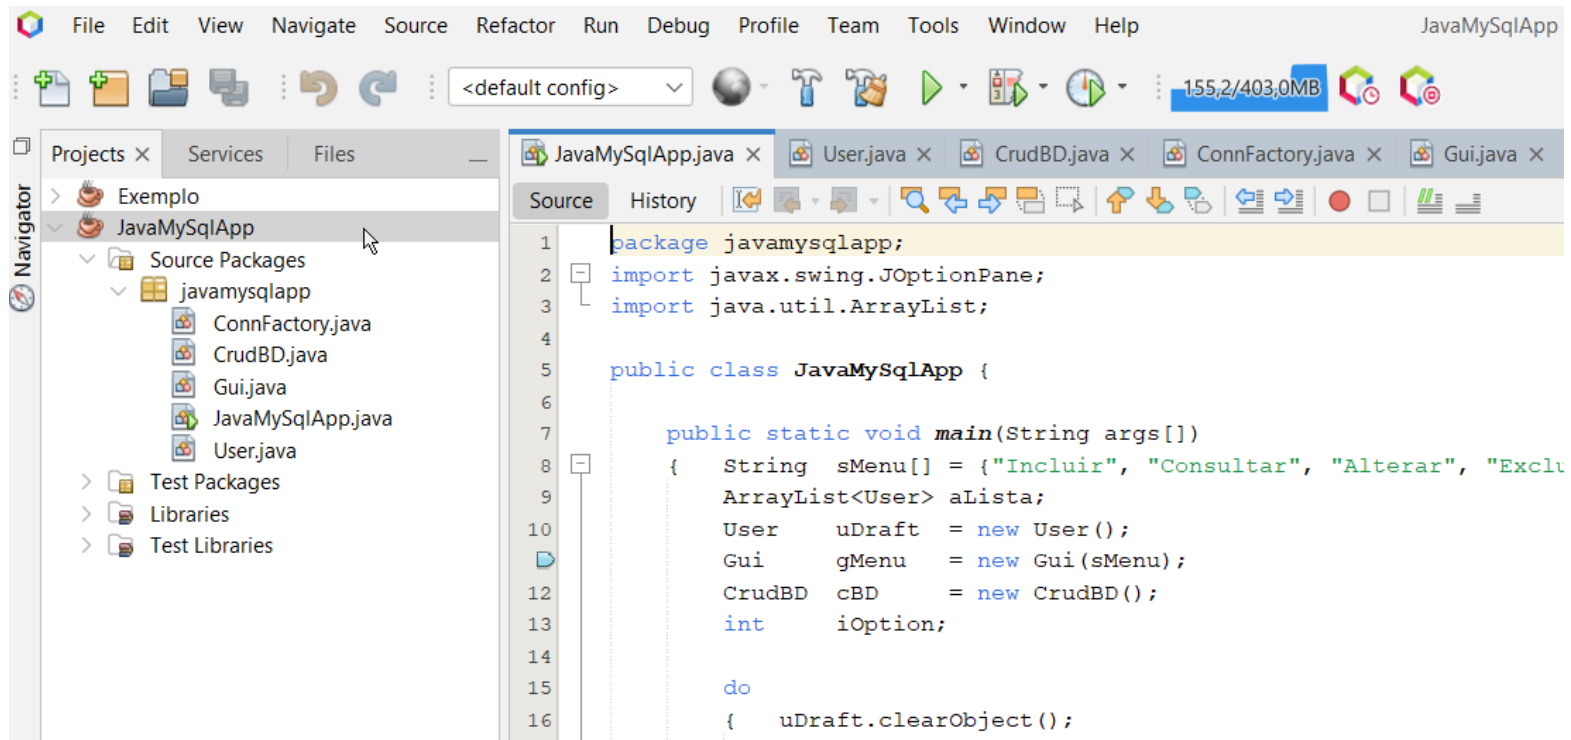 File Edit View Navigate Source Refactor Run Debug Profile Team Tools Window Help JavaMySqlApp
<default config> 155,2/403,0MB
Projects Services Files
Navigator
Exemplo
JavaMySqlApp
Source Packages
javamysqlapp
ConnFactory.java
CrudBD.java
Gui.java
JavaMySqlApp.java
User.java
Test Packages
Libraries
Test Libraries
JavaMySqlApp.java User.java CrudBD.java ConnFactory.java Gui.java
Source History
1 package javamysqlapp;
2 import javax.swing.JOptionPane;
3 import java.util.ArrayList;
4
5 public class JavaMySqlApp {
6
7 public static void main(String args[])
8 { String sMenu[] = {"Incluir", "Consultar", "Alterar", "Exclu
9 ArrayList<User> aLista;
10 User uDraft = new User();
Gui gMenu = new Gui(sMenu);
12 CrudBD cBD = new CrudBD();
13 int iOption;
14
15 do
16 { uDraft.clearObject();